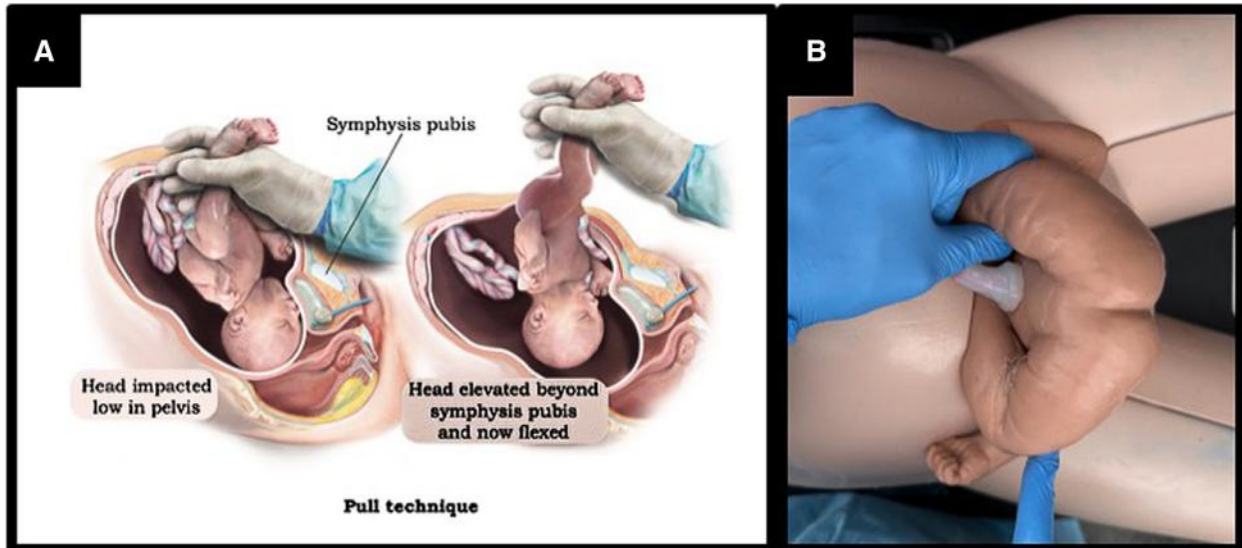 A
B
Symphysis pubis
Head impacted
low in pelvis
Head elevated beyond
symphysis pubis
and now flexed
Pull technique